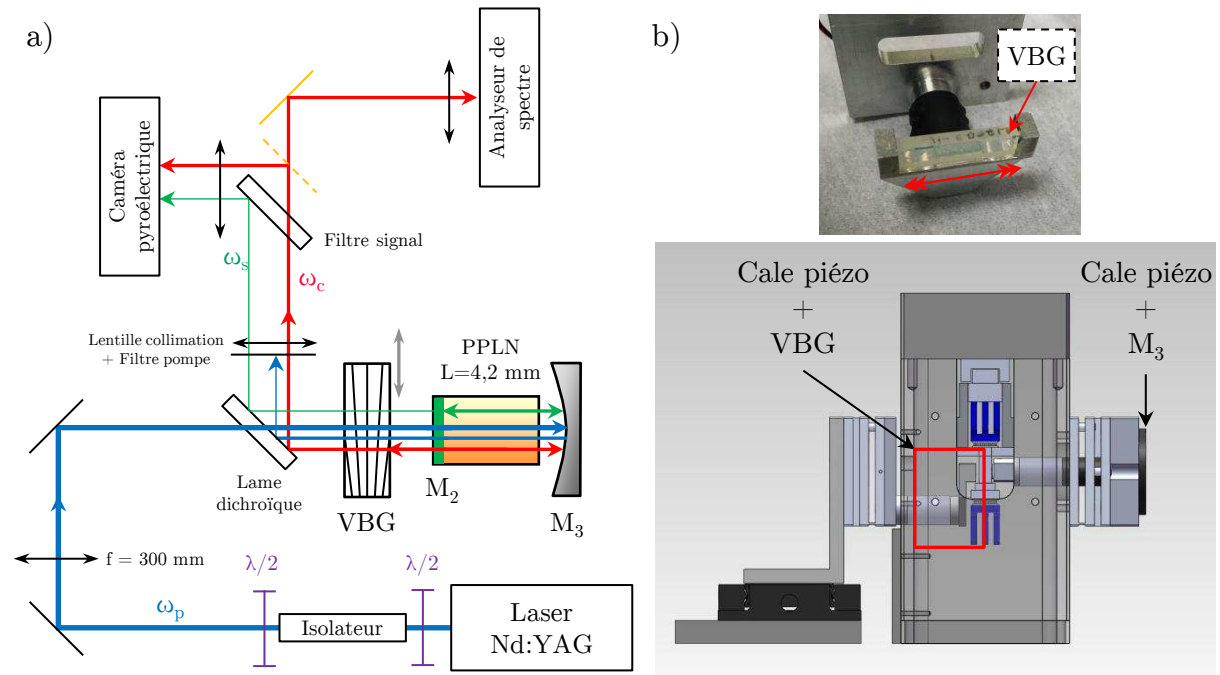 a)
Analyseur de
spectre
Caméra
pyroélectrique
Filtre signal
ωs
ωc
Lentille collimation
+ Filtre pompe
PPLN
L=4,2 mm
Lame
dichroïque
VBG
M2
M3
f = 300 mm
λ/2
λ/2
ωp
Isolateur
Laser
Nd:YAG
b)
VBG
Cale piézo
+
VBG
Cale piézo
+
M3